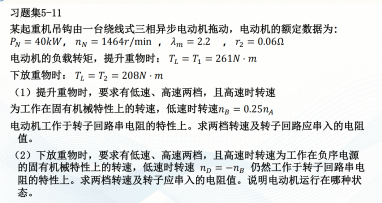 习题集5-11
某起重机吊钩由一台绕线式三相异步电动机拖动，电动机的额定数据为：
P_N = 40kW， n_N = 1464r/min ， λ_m = 2.2 ， r_2 = 0.06Ω
电动机的负载转矩，提升重物时： T_L = T_1 = 261N · m
下放重物时： T_L = T_2 = 208N · m
（1）提升重物时，要求有低速、高速两档，且高速时转速
为工作在固有机械特性上的转速，低速时转速n_B = 0.25n_A
电动机工作于转子回路串电阻的特性上。求两档转速及转子回路应串入的电阻
值。
（2）下放重物时，要求有低速、高速两档，且高速时转速为工作在负序电源
的固有机械特性上的转速，低速时转速 n_D = −n_B 仍然工作于转子回路串电
阻的特性上。求两档转速及转子应串入的电阻值。说明电动机运行在哪种状
态。